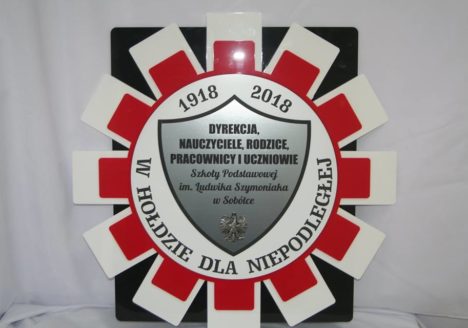 1918 2018
DYREKCJA,
NAUCZYCIELE, RODZICE,
PRACOWNICY I UCZNIOWIE
Szkoły Podstawowej
im. Ludwika Szymoniaka
w Sobótce
W HOŁDZIE DLA NIEPODLEGŁEJ